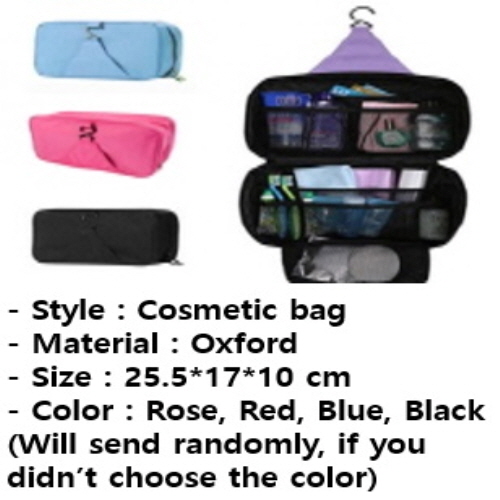 - Style : Cosmetic bag
- Material : Oxford
- Size : 25.5*17*10 cm
- Color : Rose, Red, Blue, Black
(Will send randomly, if you
didn’t choose the color)